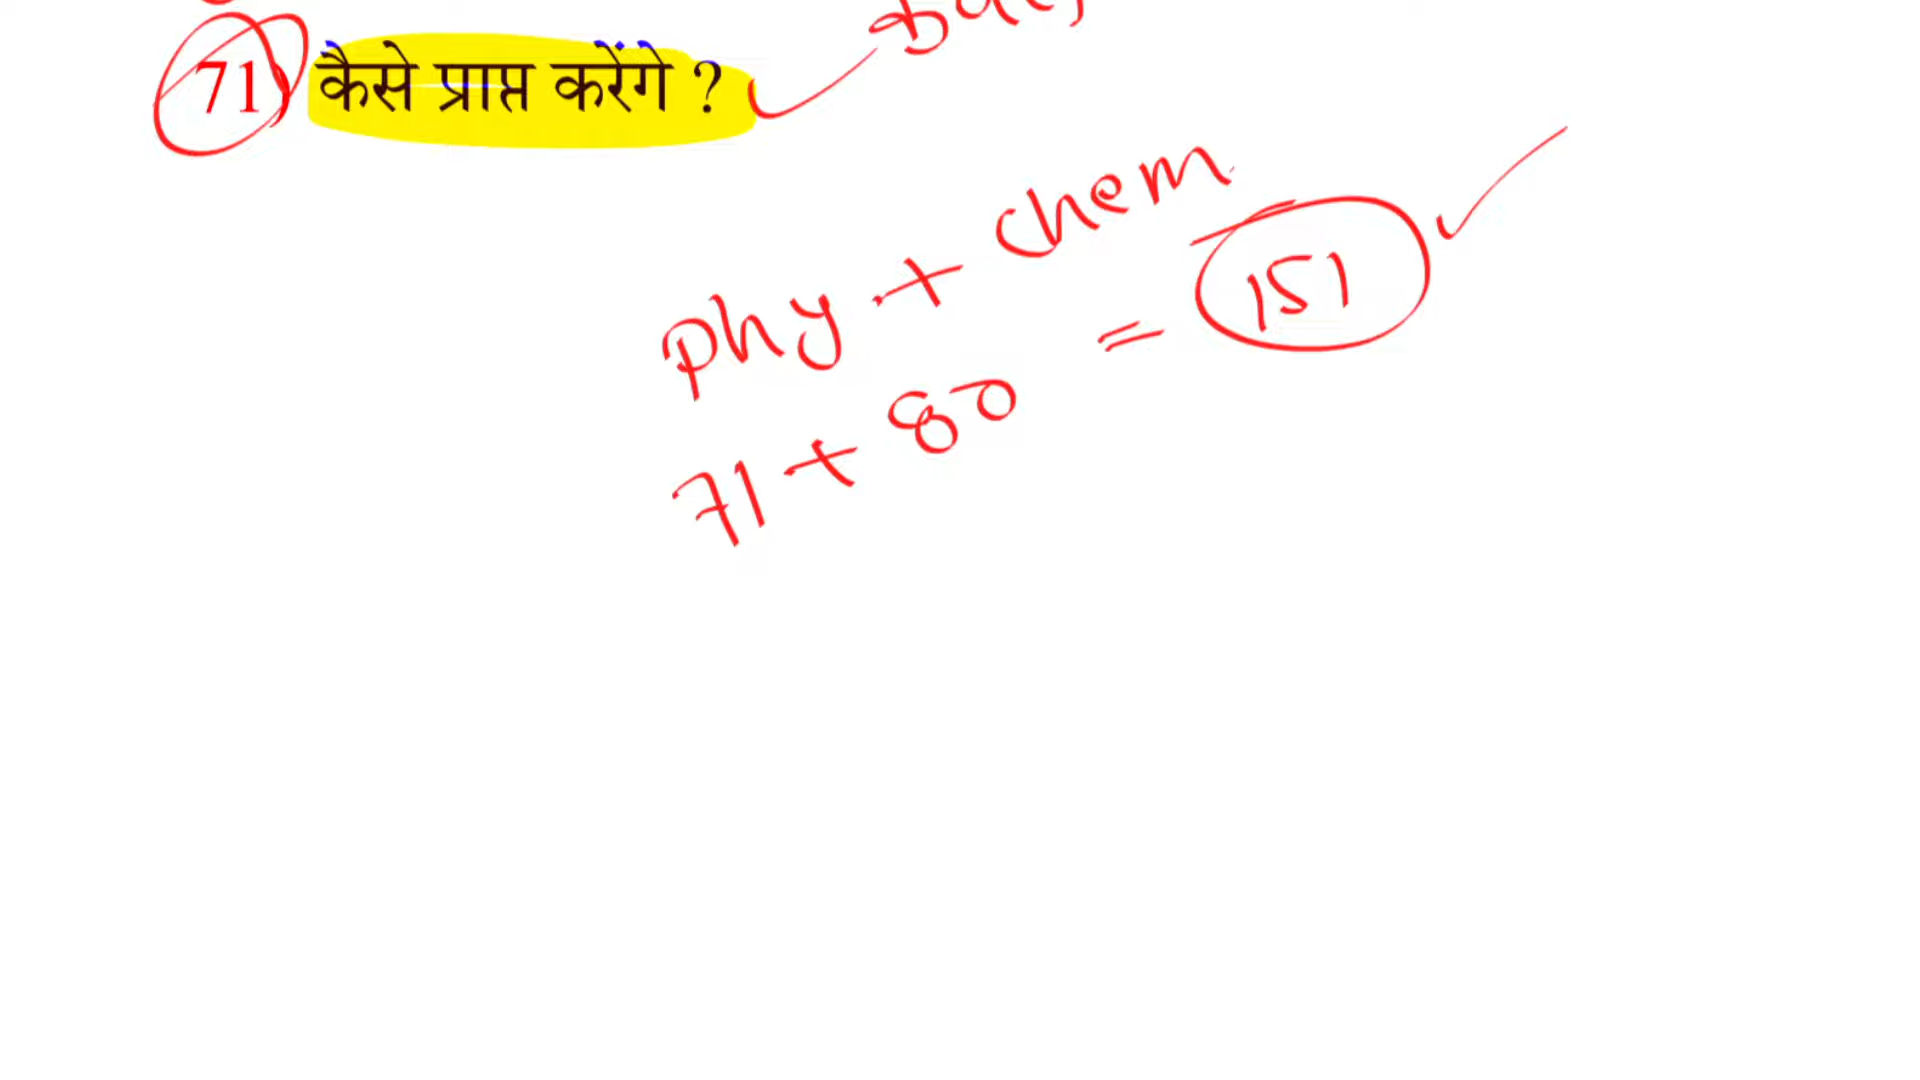 71) कैसे प्राप्त करेंगे ?
Phy + Chem
71 + 80 = 151